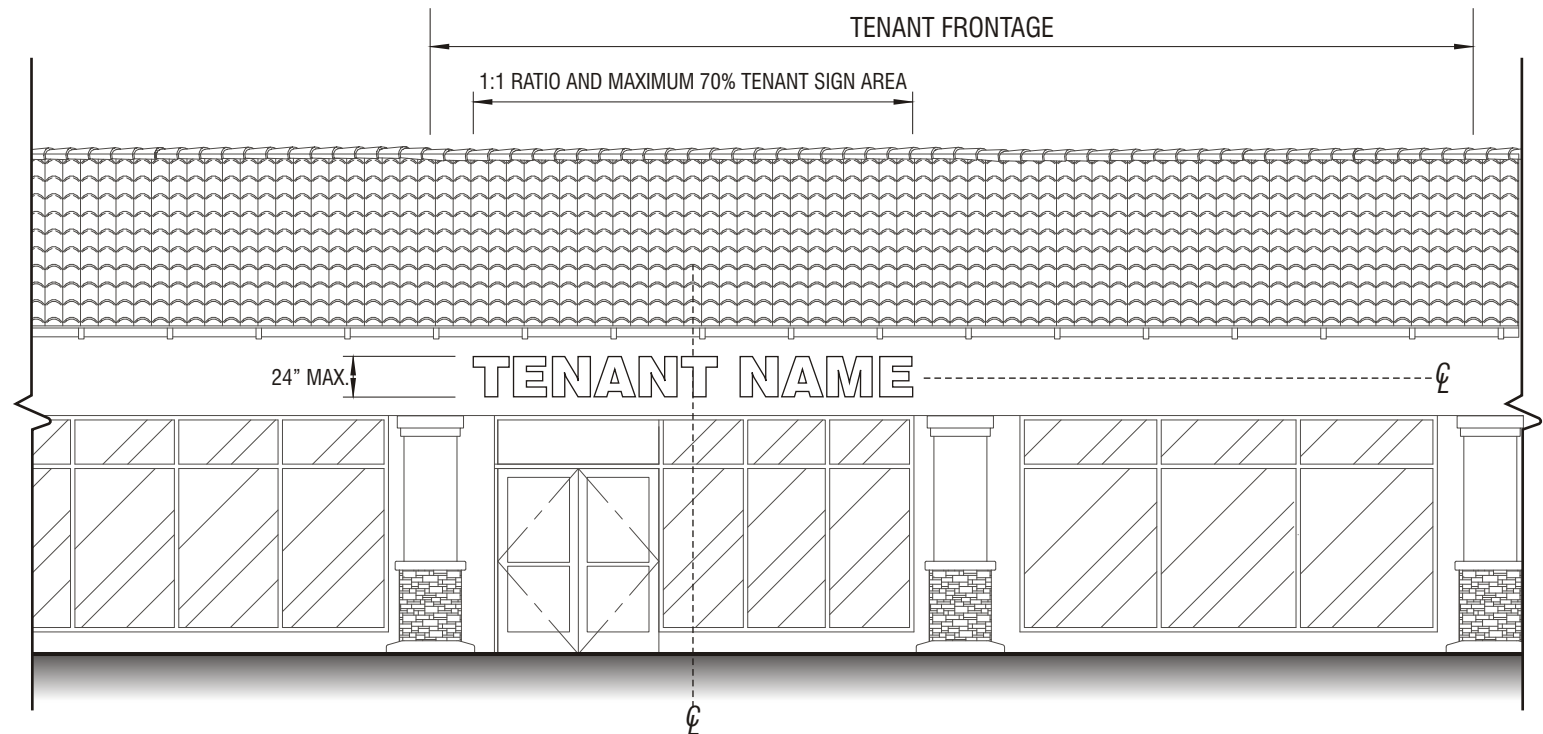 TENANT FRONTAGE
1:1 RATIO AND MAXIMUM 70% TENANT SIGN AREA
24” MAX.
TENANT NAME
℄
℄